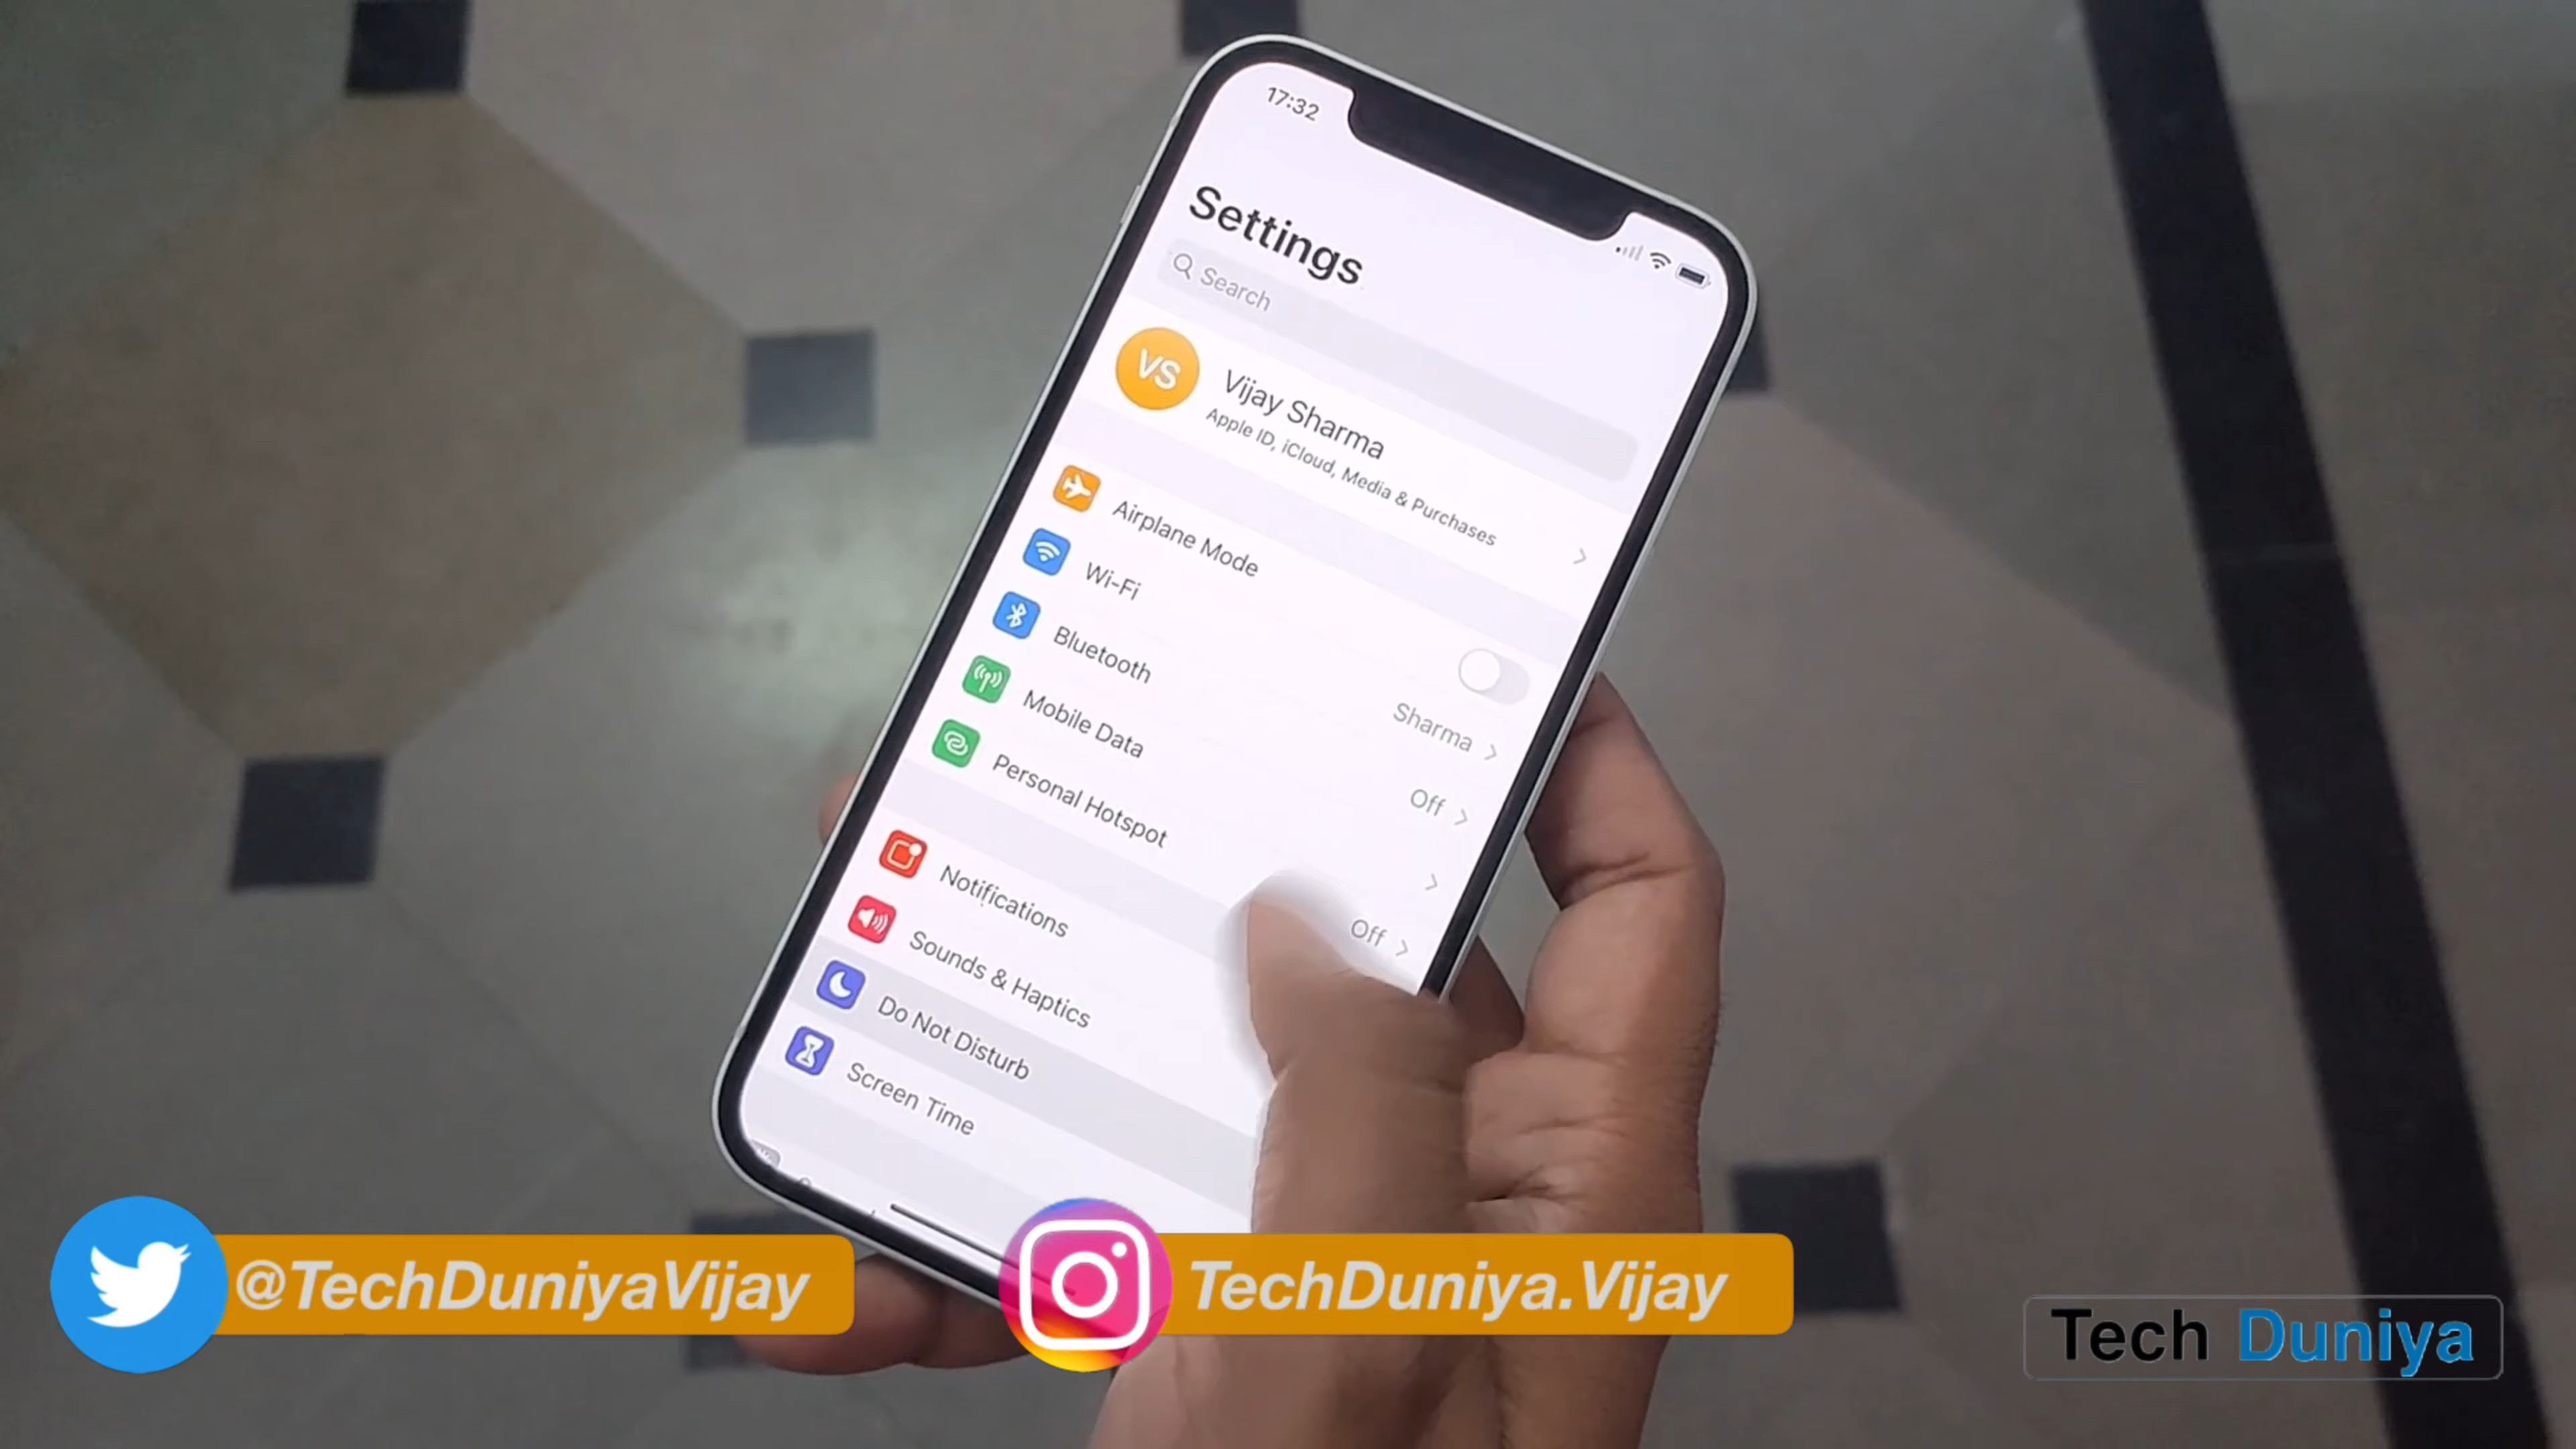 17:32
Settings
Search
VS
Vijay Sharma
Apple ID, iCloud, Media & Purchases
Airplane Mode
Wi-Fi
Sharma
Bluetooth
Off
Mobile Data
Personal Hotspot
Off
Notifications
Sounds & Haptics
Do Not Disturb
Screen Time
@TechDuniyaVijay
TechDuniya.Vijay
Tech Duniya